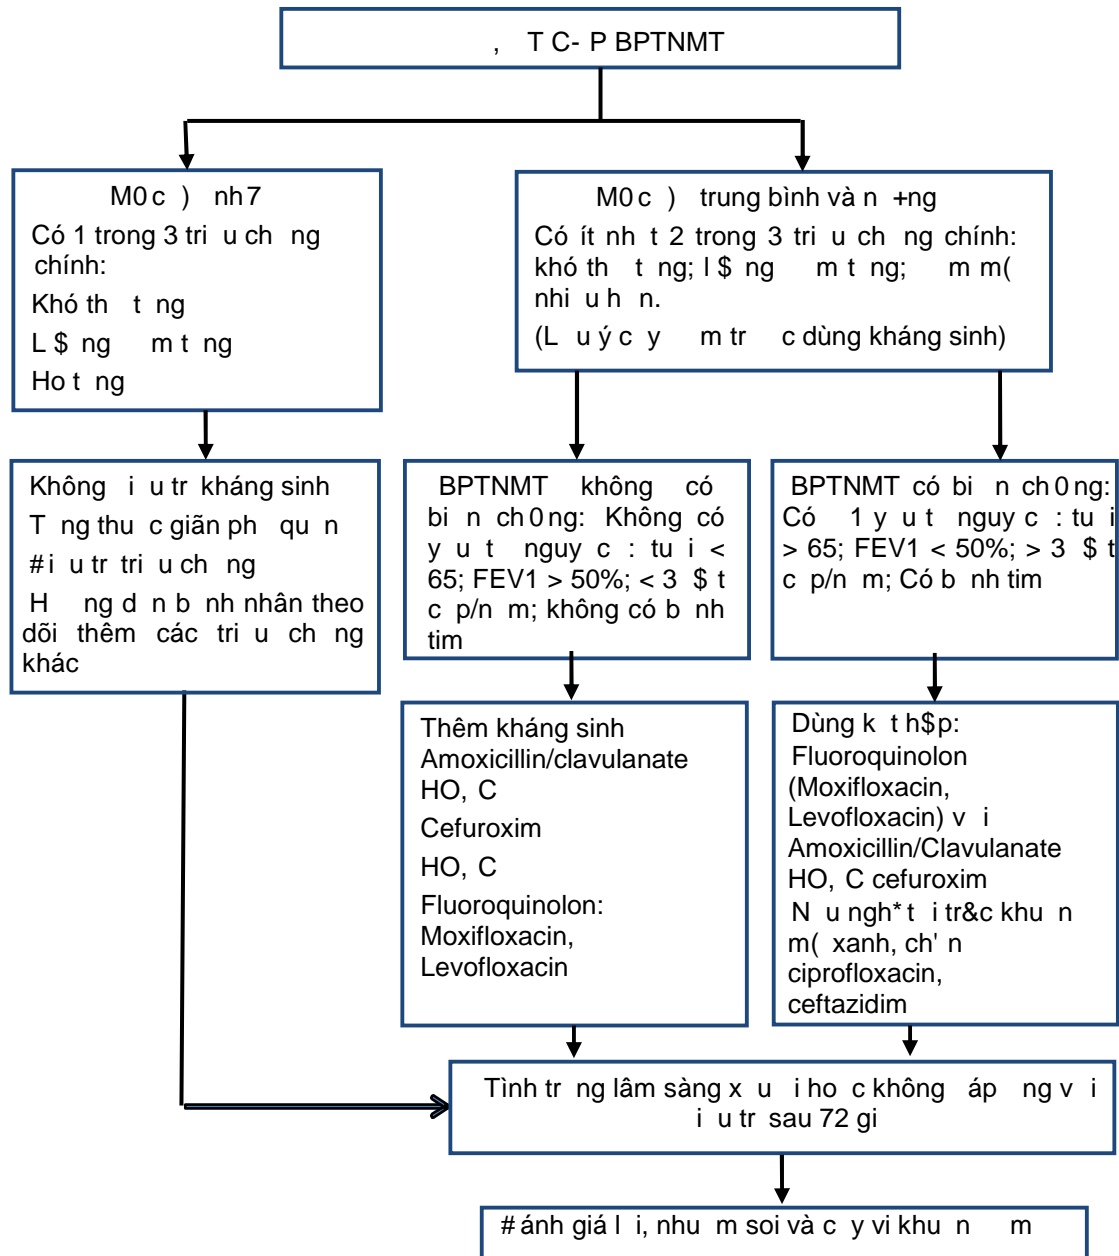 , T C- P BPTNMT
M0c ) nh7
Có 1 trong 3 tri u ch ng
chính:
Khó th t ng
L $ ng m t ng
Ho t ng
M0c ) trung bình và n +ng
Có ít nh t 2 trong 3 tri u ch ng chính:
khó th t ng; l $ ng m t ng; m m(
nhi u h n.
(L u ý c y m tr c dùng kháng sinh)
Không i u tr kháng sinh
T ng thu c giãn ph qu n
#i u tr tri u ch ng
H ng d n b nh nhân theo
dõi thêm các tri u ch ng
khác
BPTNMT không có
bi n ch0ng: Không có
y u t nguy c : tu i <
65; FEV1 > 50%; < 3 $ t
c p/n m; không có b nh
tim
BPTNMT có bi n ch0ng:
Có 1 y u t nguy c : tu i
> 65; FEV1 < 50%; > 3 $ t
c p/n m; Có b nh tim
Thêm kháng sinh
Amoxicillin/clavulanate
HO, C
Cefuroxim
HO, C
Fluoroquinolon:
Moxifloxacin,
Levofloxacin
Dùng k t h$p:
Fluoroquinolon
(Moxifloxacin,
Levofloxacin) v i
Amoxicillin/Clavulanate
HO, C cefuroxim
N u ngh* t i tr&c khu n
m( xanh, ch' n
ciprofloxacin,
ceftazidim
Tình tr ng lâm sàng x u i ho c không áp ng v i
i u tr sau 72 gi
#ánh giá l i, nhu m soi và c y vi khu n m